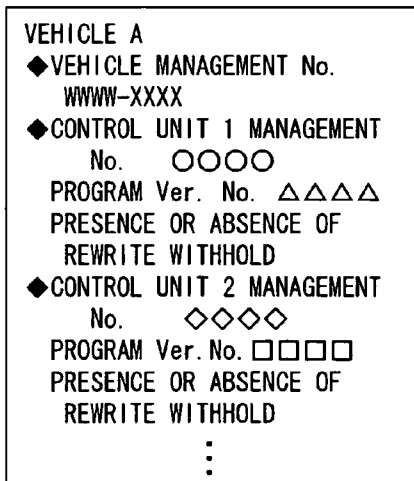 VEHICLE A
◆VEHICLE MANAGEMENT No.
WWWW-XXXX
◆CONTROL UNIT 1 MANAGEMENT
No. ○○○○
PROGRAM Ver. No. △△△△
PRESENCE OR ABSENCE OF
REWRITE WITHHOLD
◆CONTROL UNIT 2 MANAGEMENT
No. ◇◇◇◇
PROGRAM Ver. No. □□□□
PRESENCE OR ABSENCE OF
REWRITE WITHHOLD
⋮